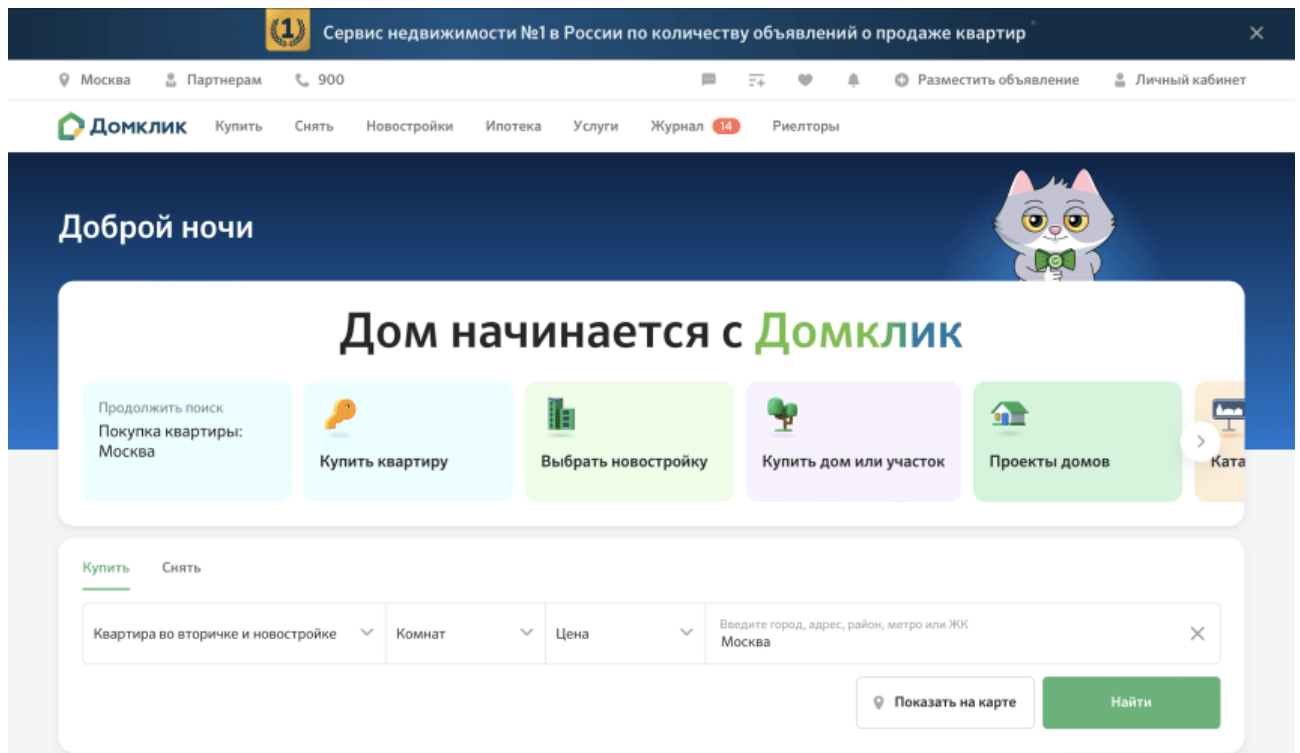 1
Сервис недвижимости №1 в России по количеству объявлений о продаже квартир*
Москва
Партнерам
900
Разместить объявление
Личный кабинет
Домклик
Купить
Снять
Новостройки
Ипотека
Услуги
Журнал 14
Риелторы
Доброй ночи
Дом начинается с Домклик
Продолжить поиск
Покупка квартиры:
Москва
Купить квартиру
Выбрать новостройку
Купить дом или участок
Проекты домов
Ката
Купить
Снять
Квартира во вторичке и новостройке
Комнат
Цена
Введите город, адрес, район, метро или ЖК
Москва
Показать на карте
Найти